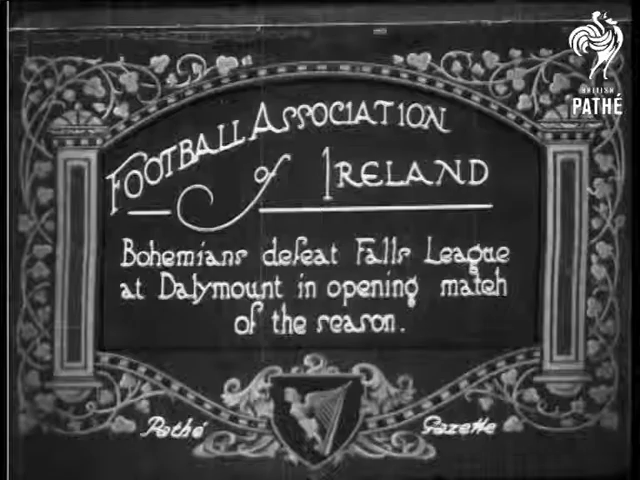 BRITISH
PATHÉ
FOOTBALL ASSOCIATION
of IRELAND
Bohemians defeat Falls League
at Dalymount in opening match
of the season.
Pathé Gazette